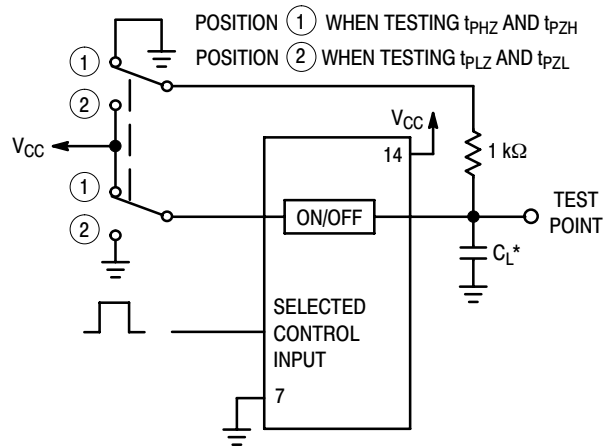 POSITION 1 WHEN TESTING tPHZ AND tPZH
POSITION 2 WHEN TESTING tPLZ AND tPZL
1
2
VCC
1
2
VCC
14
1 kΩ
ON/OFF
TEST
POINT
CL*
SELECTED
CONTROL
INPUT
7